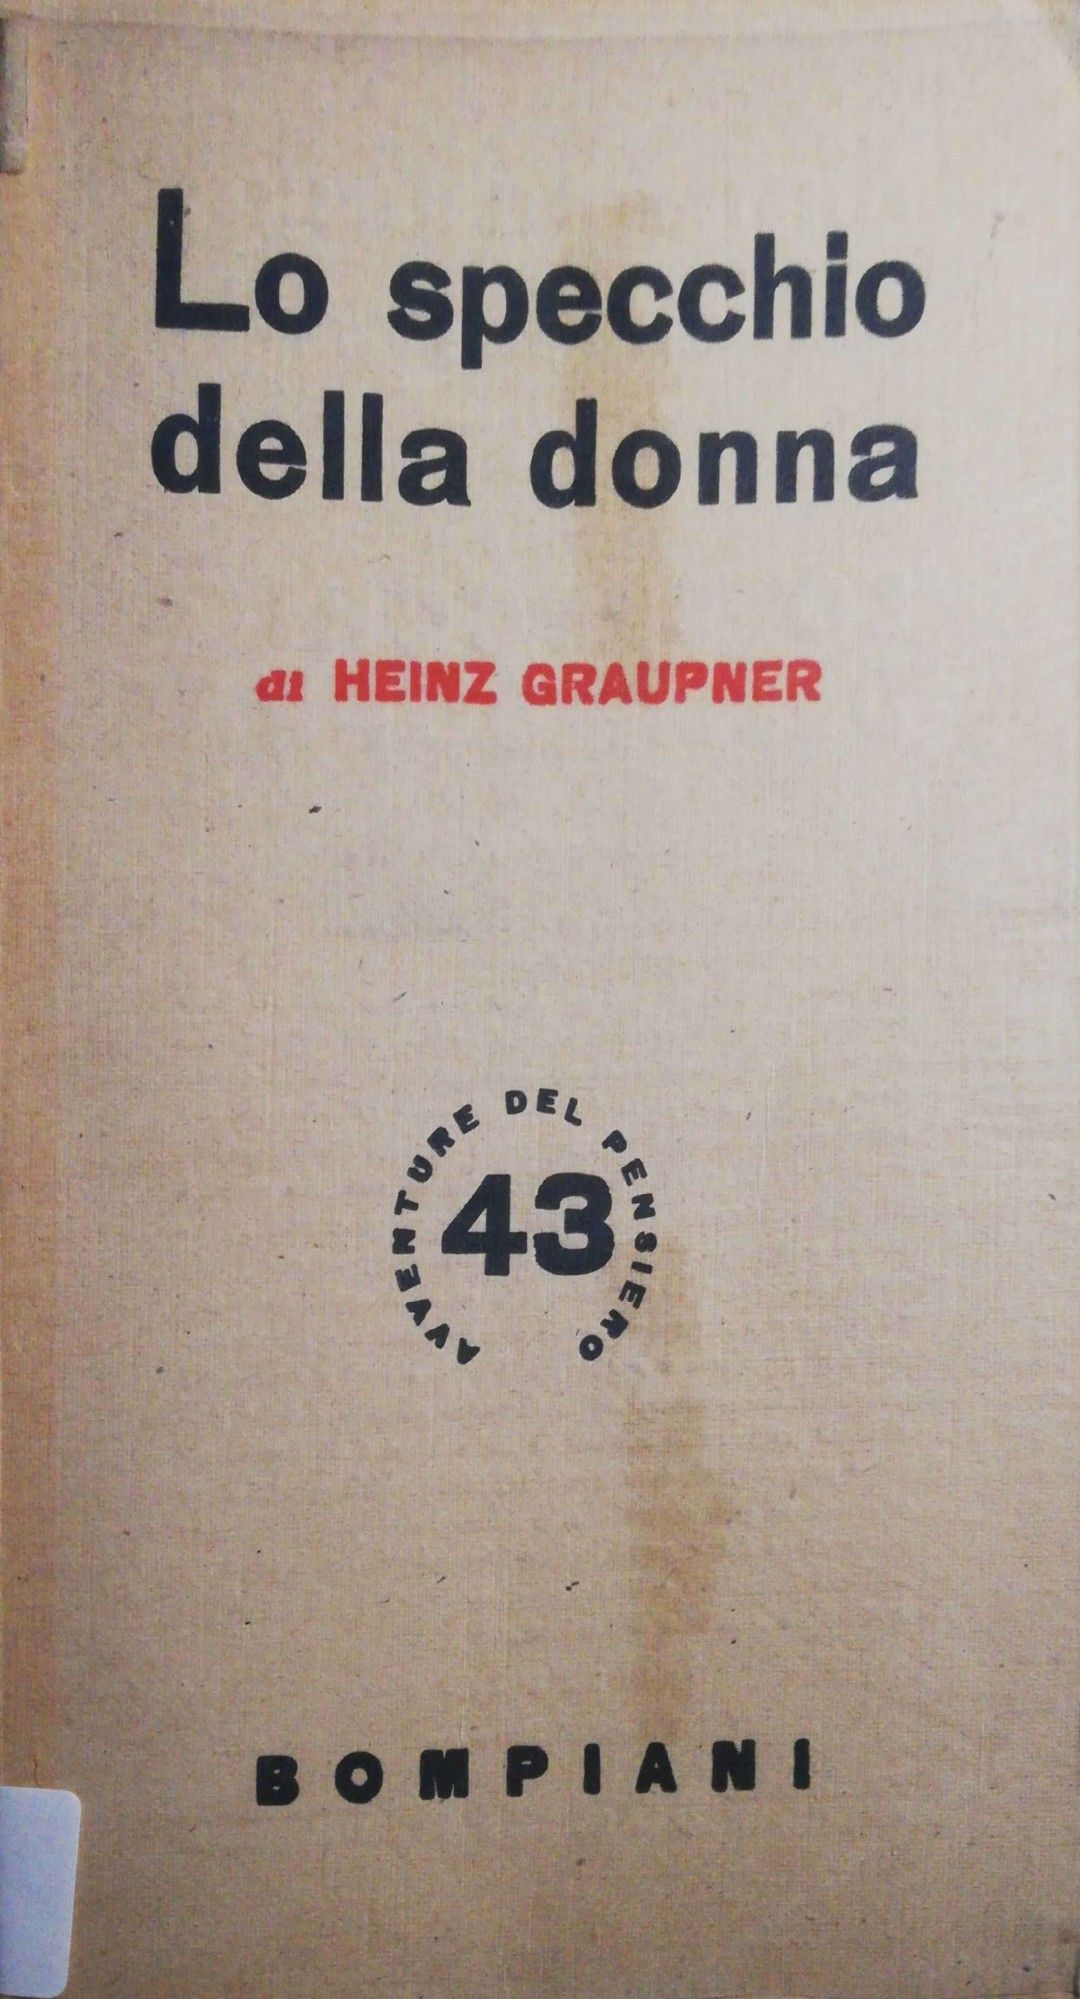 Lo specchio
della donna
di HEINZ GRAUPNER
AVVENTURE DEL PENSIERO
43
BOMPIANI